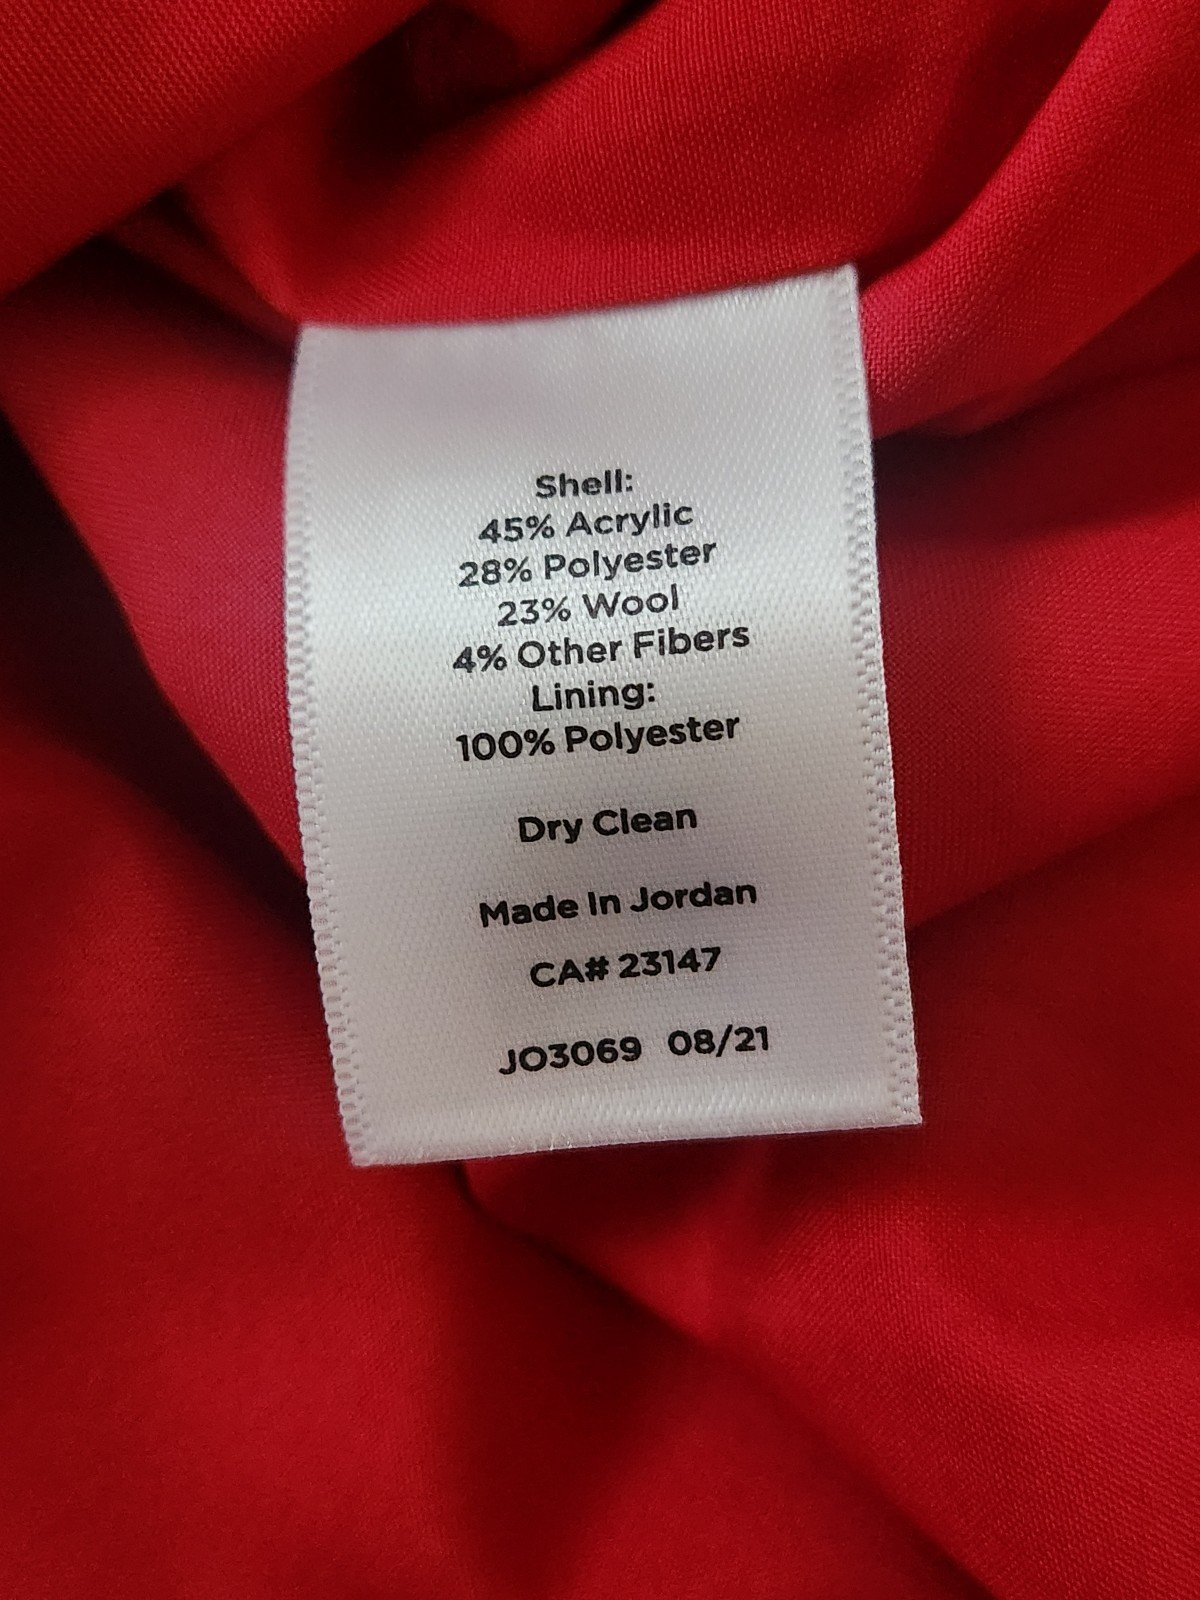 Shell:
45% Acrylic
28% Polyester
23% Wool
4% Other Fibers
Lining:
100% Polyester
Dry Clean
Made In Jordan
CA# 23147
JO3069 08/21